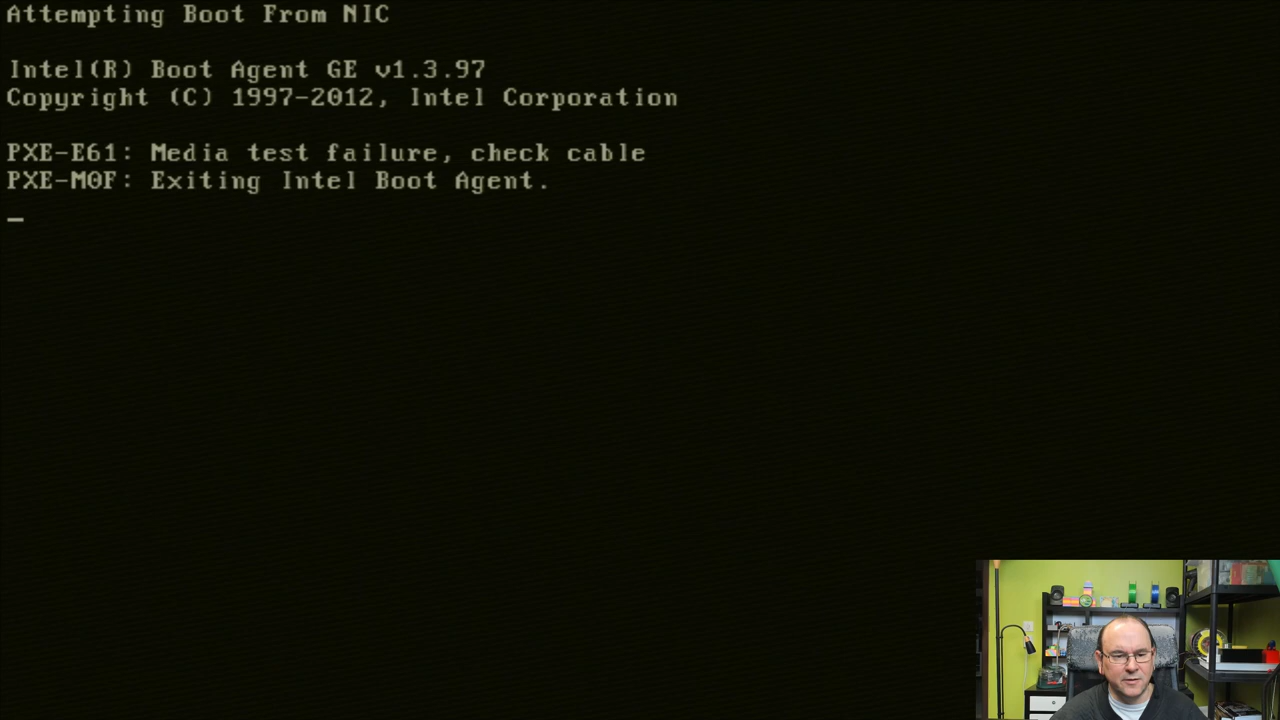 Attempting Boot From NIC
Intel(R) Boot Agent GE v1.3.97
Copyright (C) 1997-2012, Intel Corporation
PXE-E61: Media test failure, check cable
PXE-M0F: Exiting Intel Boot Agent.